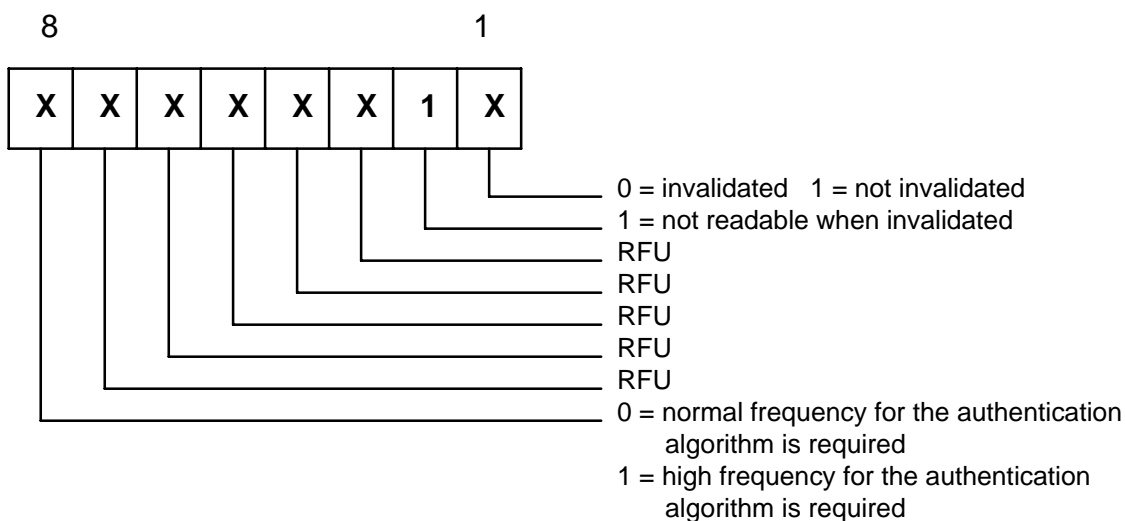 8 1
X X X X X X 1 X
0 = invalidated 1 = not invalidated
1 = not readable when invalidated
RFU
RFU
RFU
RFU
RFU
0 = normal frequency for the authentication
algorithm is required
1 = high frequency for the authentication
algorithm is required